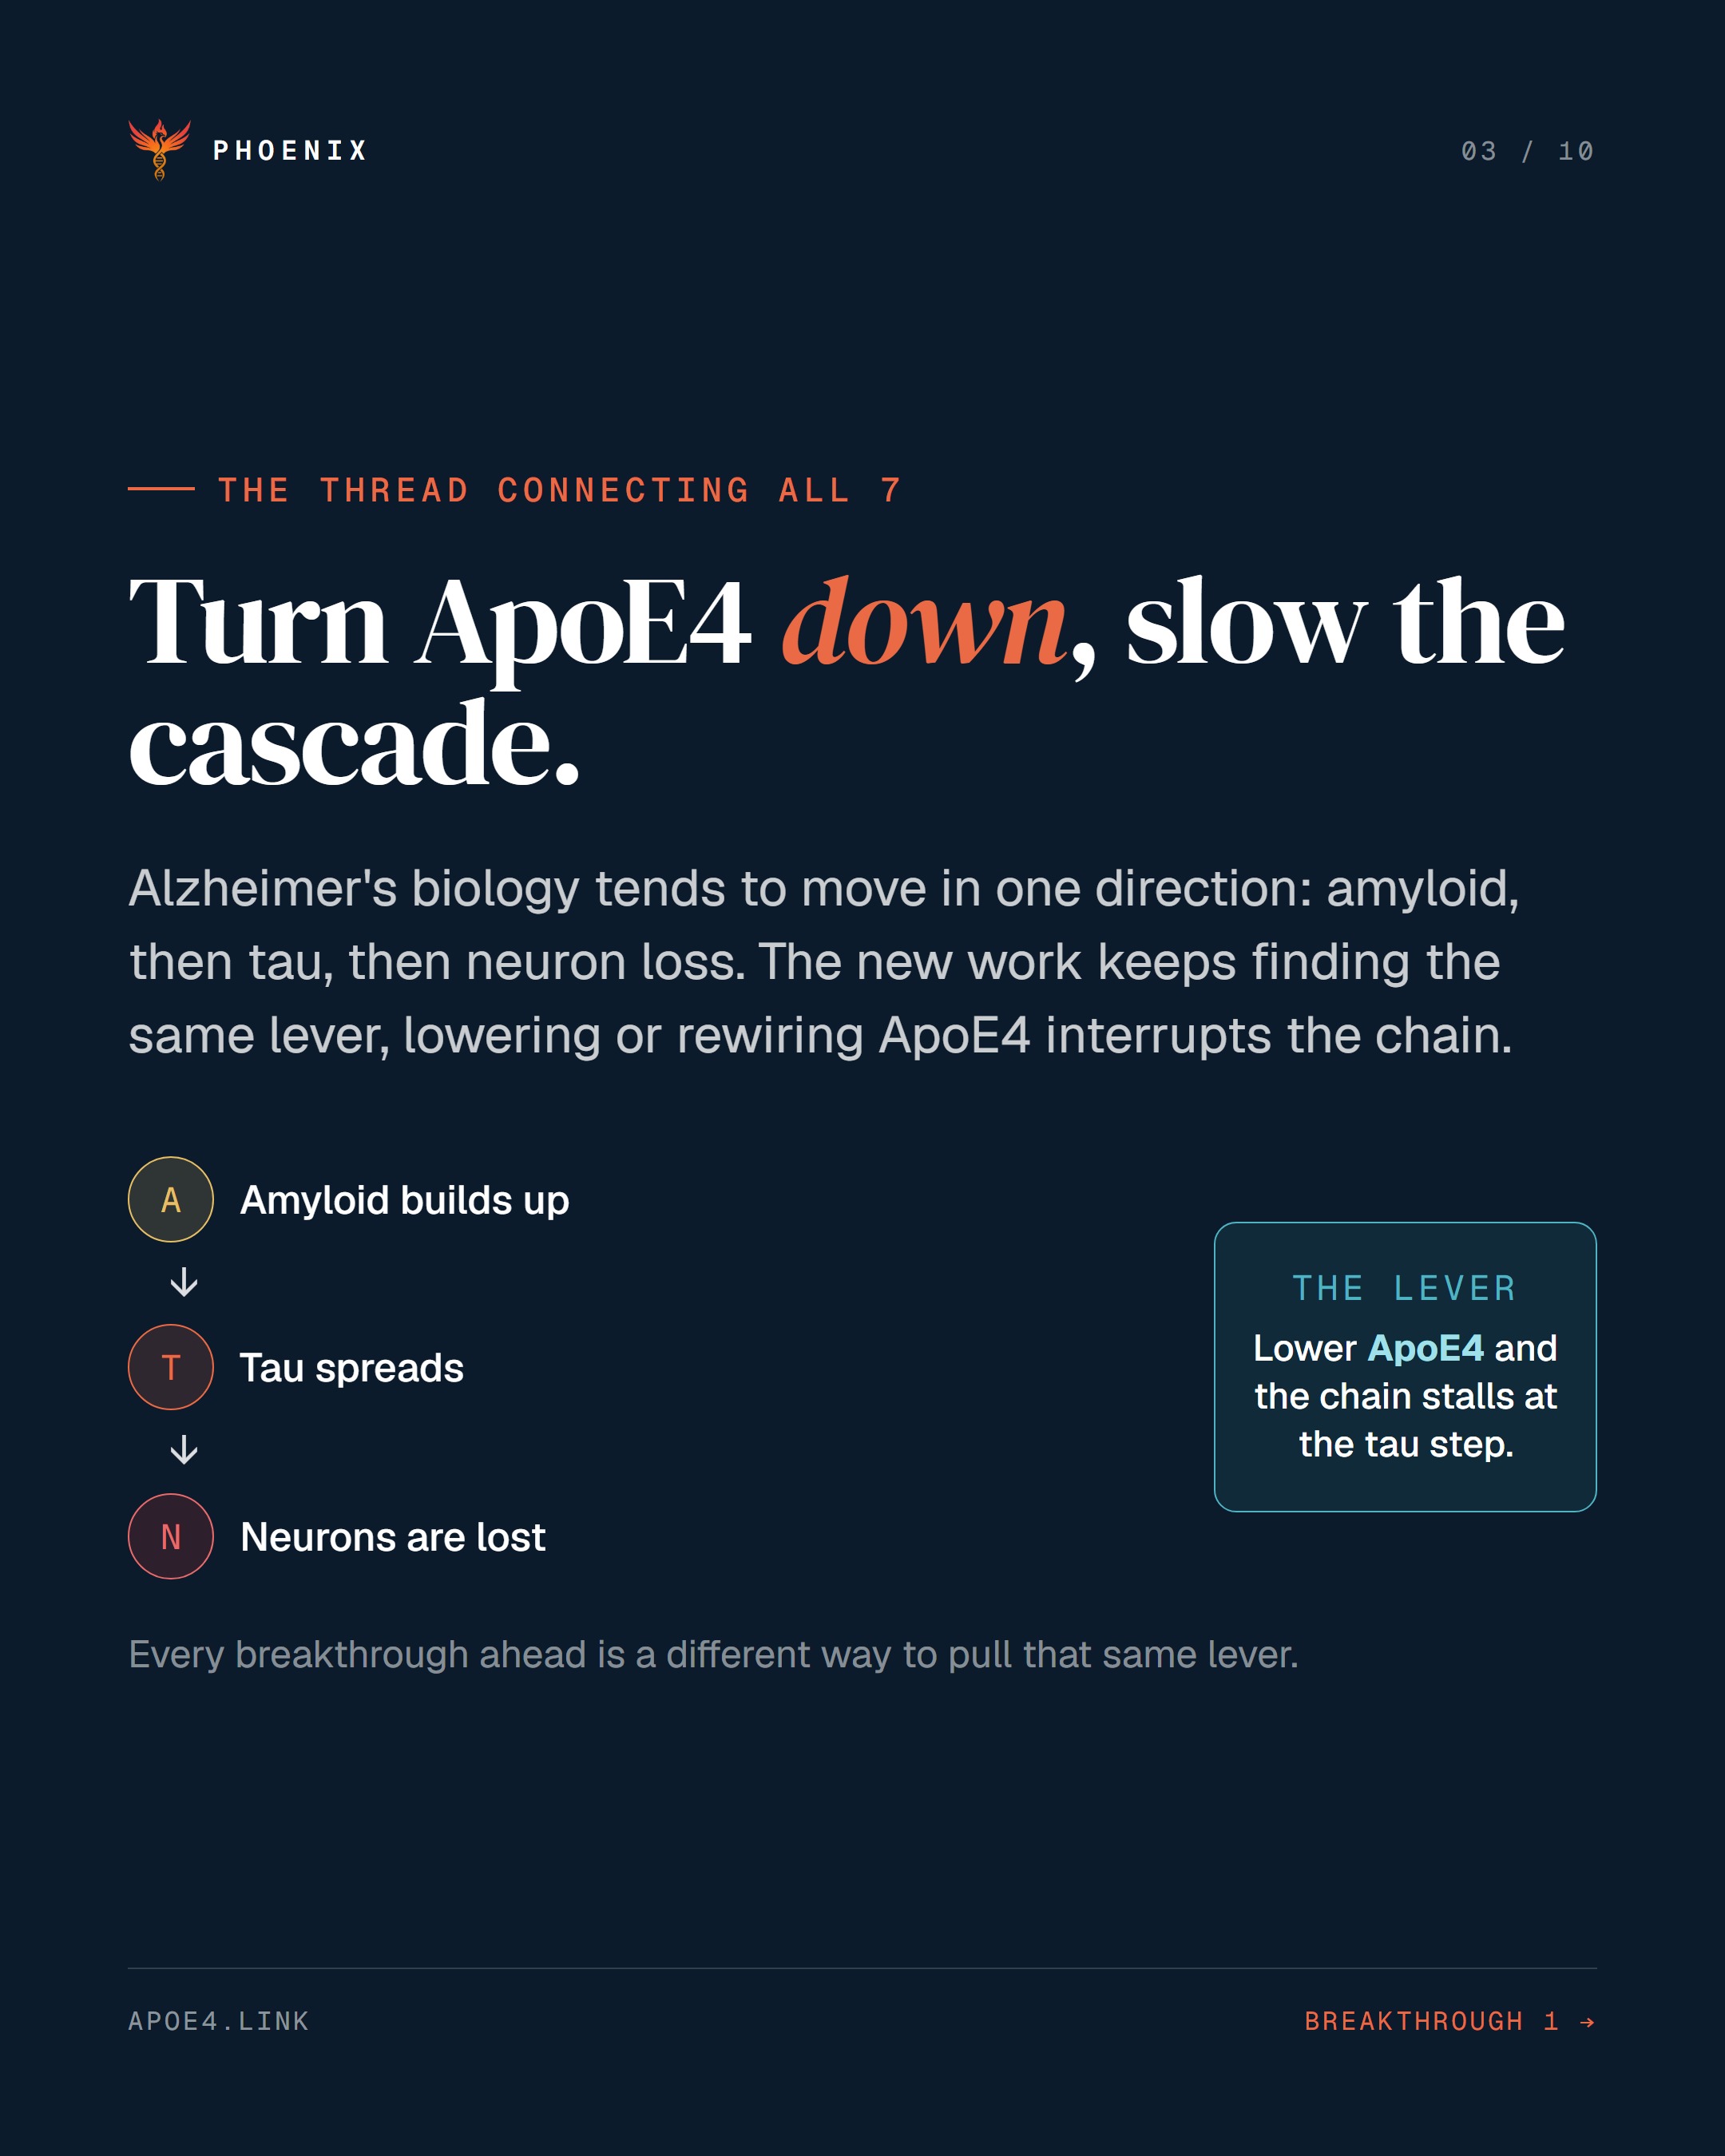 PHOENIX
03 / 10
THE THREAD CONNECTING ALL 7
Turn ApoE4 down, slow the
cascade.
Alzheimer's biology tends to move in one direction: amyloid,
then tau, then neuron loss. The new work keeps finding the
same lever, lowering or rewiring ApoE4 interrupts the chain.
A Amyloid builds up
↓
T Tau spreads
↓
N Neurons are lost
THE LEVER
Lower ApoE4 and
the chain stalls at
the tau step.
Every breakthrough ahead is a different way to pull that same lever.
APOE4.LINK
BREAKTHROUGH 1 →